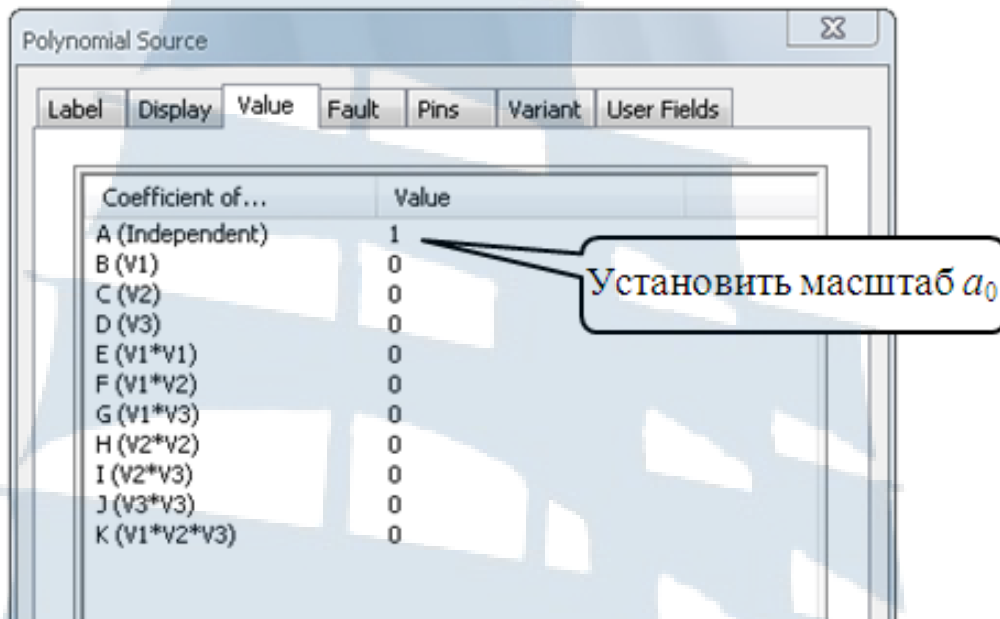 Polynomial Source
Label Display Value Fault Pins Variant User Fields
Coefficient of... Value
A (Independent) 1
B (V1) 0
C (V2) 0
D (V3) 0
E (V1*V1) 0
F (V1*V2) 0
G (V1*V3) 0
H (V2*V2) 0
I (V2*V3) 0
J (V3*V3) 0
K (V1*V2*V3) 0
Установить масштаб a₀